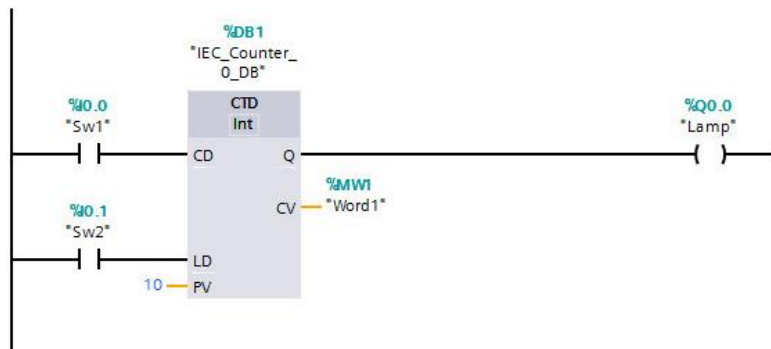 %DB1
"IEC_Counter_
0_DB"
CTD
Int
%I0.0
"Sw1"
CD
Q
%Q0.0
"Lamp"
%MW1
CV
"Word1"
%I0.1
"Sw2"
LD
10
PV